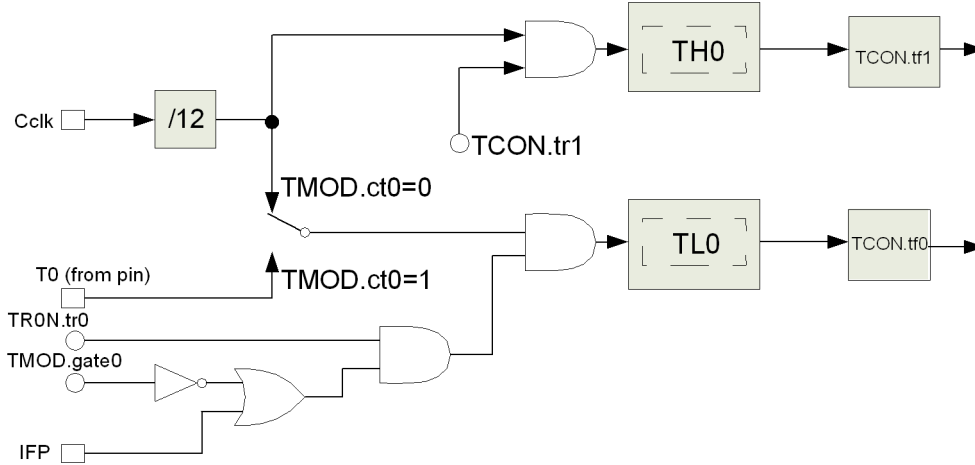 TH0
TCON.tf1
Cclk
/12
TCON.tr1
TMOD.ct0=0
TL0
TCON.tf0
T0 (from pin)
TMOD.ct0=1
TR0N.tr0
TMOD.gate0
IFP